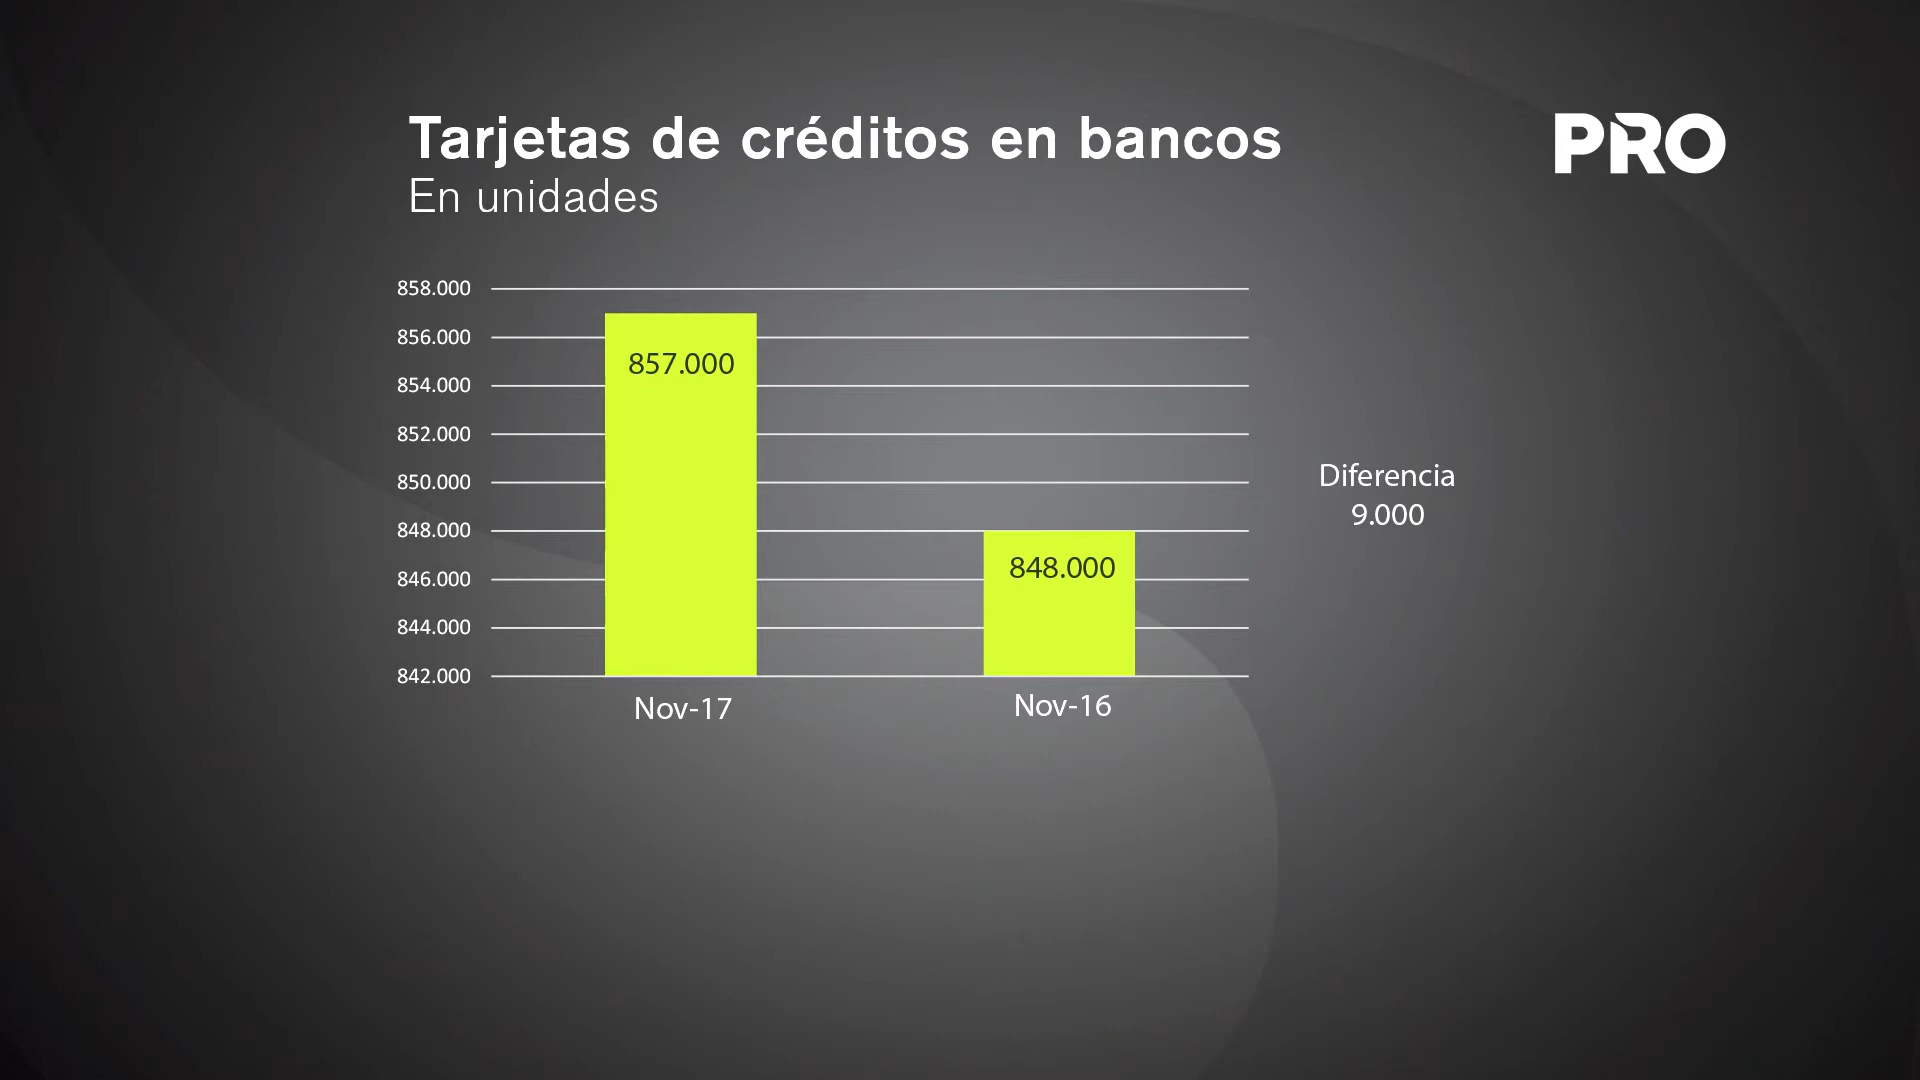 Tarjetas de créditos en bancos
En unidades
PRO
858.000
856.000
854.000
852.000
850.000
848.000
846.000
844.000
842.000
857.000
848.000
Nov-17
Nov-16
Diferencia
9.000